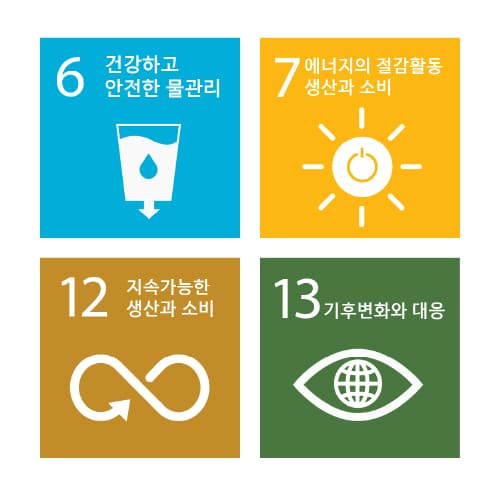 6
건강하고
안전한 물관리
7
에너지의 절감활동
생산과 소비
12
지속가능한
생산과 소비
13
기후변화와 대응